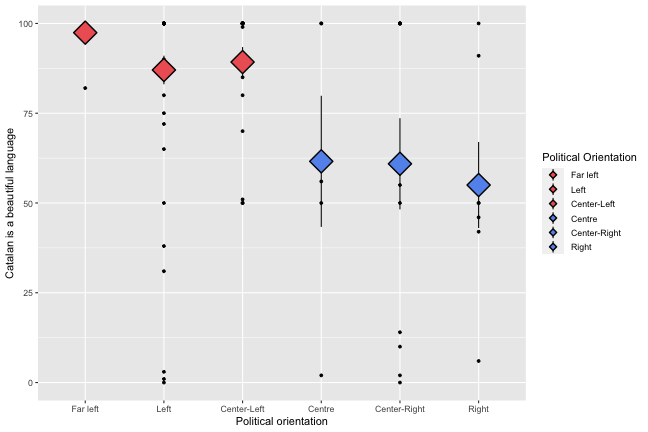 100
75
50
25
0
Catalan is a beautiful language
Far left
Left
Center-Left
Centre
Center-Right
Right
Political orientation
Political Orientation
Far left
Left
Center-Left
Centre
Center-Right
Right